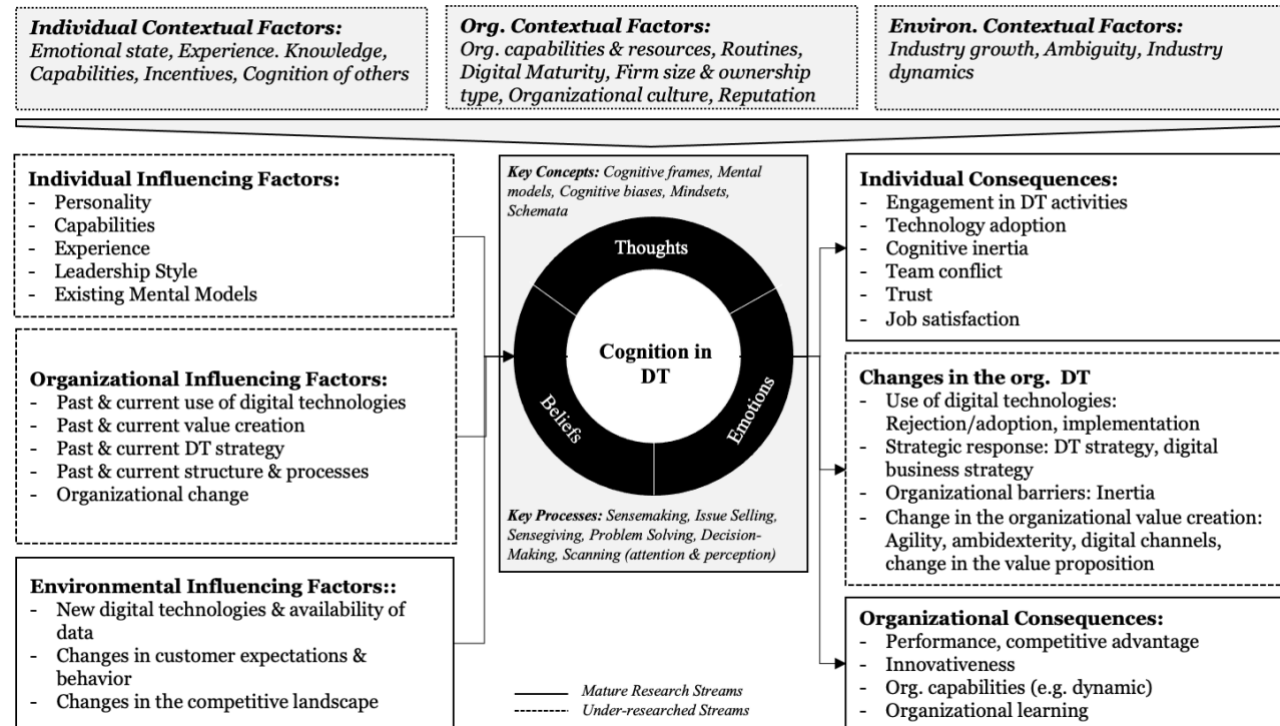 Individual Contextual Factors:
Emotional state, Experience. Knowledge,
Capabilities, Incentives, Cognition of others
Org. Contextual Factors:
Org. capabilities & resources, Routines,
Digital Maturity, Firm size & ownership
type, Organizational culture, Reputation
Environ. Contextual Factors:
Industry growth, Ambiguity, Industry
dynamics
Individual Influencing Factors:
- Personality
- Capabilities
- Experience
- Leadership Style
- Existing Mental Models
Organizational Influencing Factors:
- Past & current use of digital technologies
- Past & current value creation
- Past & current DT strategy
- Past & current structure & processes
- Organizational change
Environmental Influencing Factors::
- New digital technologies & availability of
data
- Changes in customer expectations &
behavior
- Changes in the competitive landscape
Key Concepts: Cognitive frames, Mental
models, Cognitive biases, Mindsets,
Schemata
Thoughts
Cognition in
DT
Beliefs
Emotions
Key Processes: Sensemaking, Issue Selling,
Sensegiving, Problem Solving, Decision-
Making, Scanning (attention & perception)
Individual Consequences:
- Engagement in DT activities
- Technology adoption
- Cognitive inertia
- Team conflict
- Trust
- Job satisfaction
Changes in the org. DT
- Use of digital technologies:
Rejection/adoption, implementation
- Strategic response: DT strategy, digital
business strategy
- Organizational barriers: Inertia
- Change in the organizational value creation:
Agility, ambidexterity, digital channels,
change in the value proposition
Organizational Consequences:
- Performance, competitive advantage
- Innovativeness
- Org. capabilities (e.g. dynamic)
- Organizational learning
Mature Research Streams
Under-researched Streams